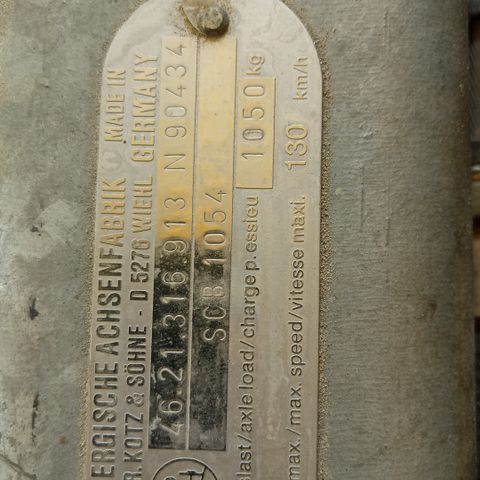 ERGISCHE ACHSENFABRIK MADE IN
R. KOTZ & SÖHNE - D 5276 WIEHL GERMANY
46.21.316.913 N 90434
SCB 1054
slast/axle load/charge p. essieu 1050 kg
max./max. speed/vitesse maxi. 130 km/h